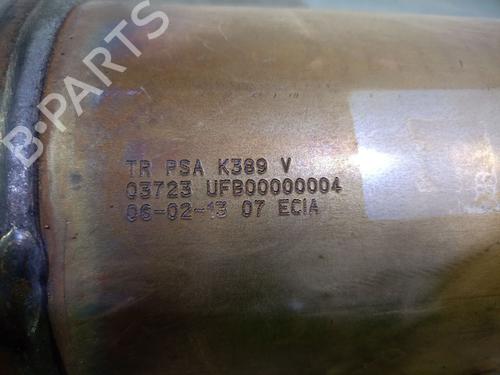 B-PARTS
TR PSA K389 V
03723 UFB00000004
06-02-13 07 ECIA